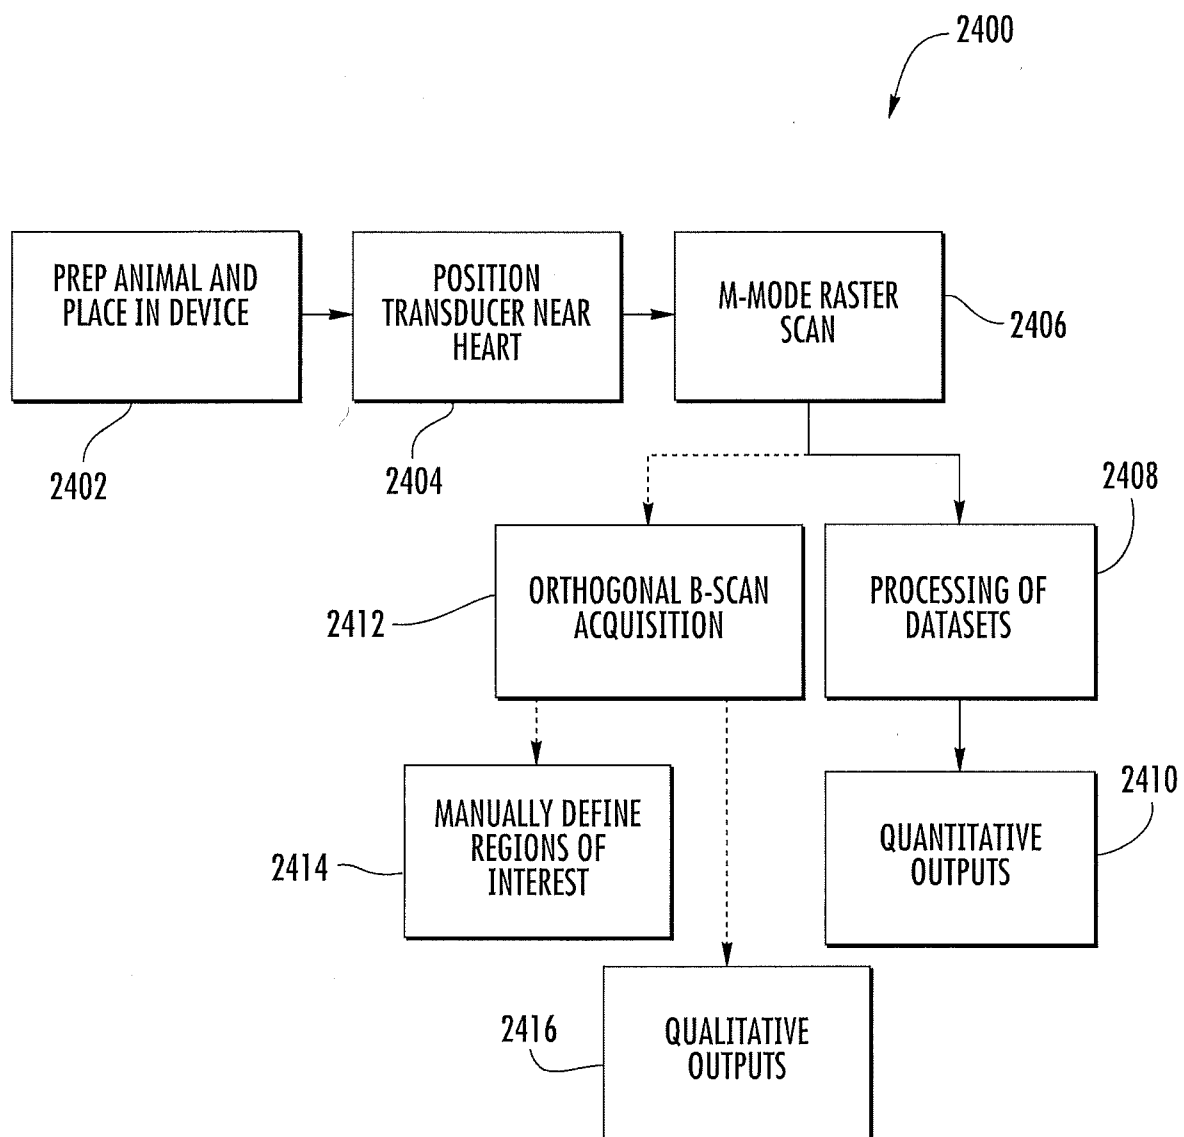 2400
PREP ANIMAL AND
PLACE IN DEVICE
POSITION
TRANSDUCER NEAR
HEART
M-MODE RASTER
SCAN
2406
2402
2404
2408
ORTHOGONAL B-SCAN
ACQUISITION
PROCESSING OF
DATASETS
2412
MANUALLY DEFINE
REGIONS OF
INTEREST
2414
QUANTITATIVE
OUTPUTS
2410
QUALITATIVE
OUTPUTS
2416